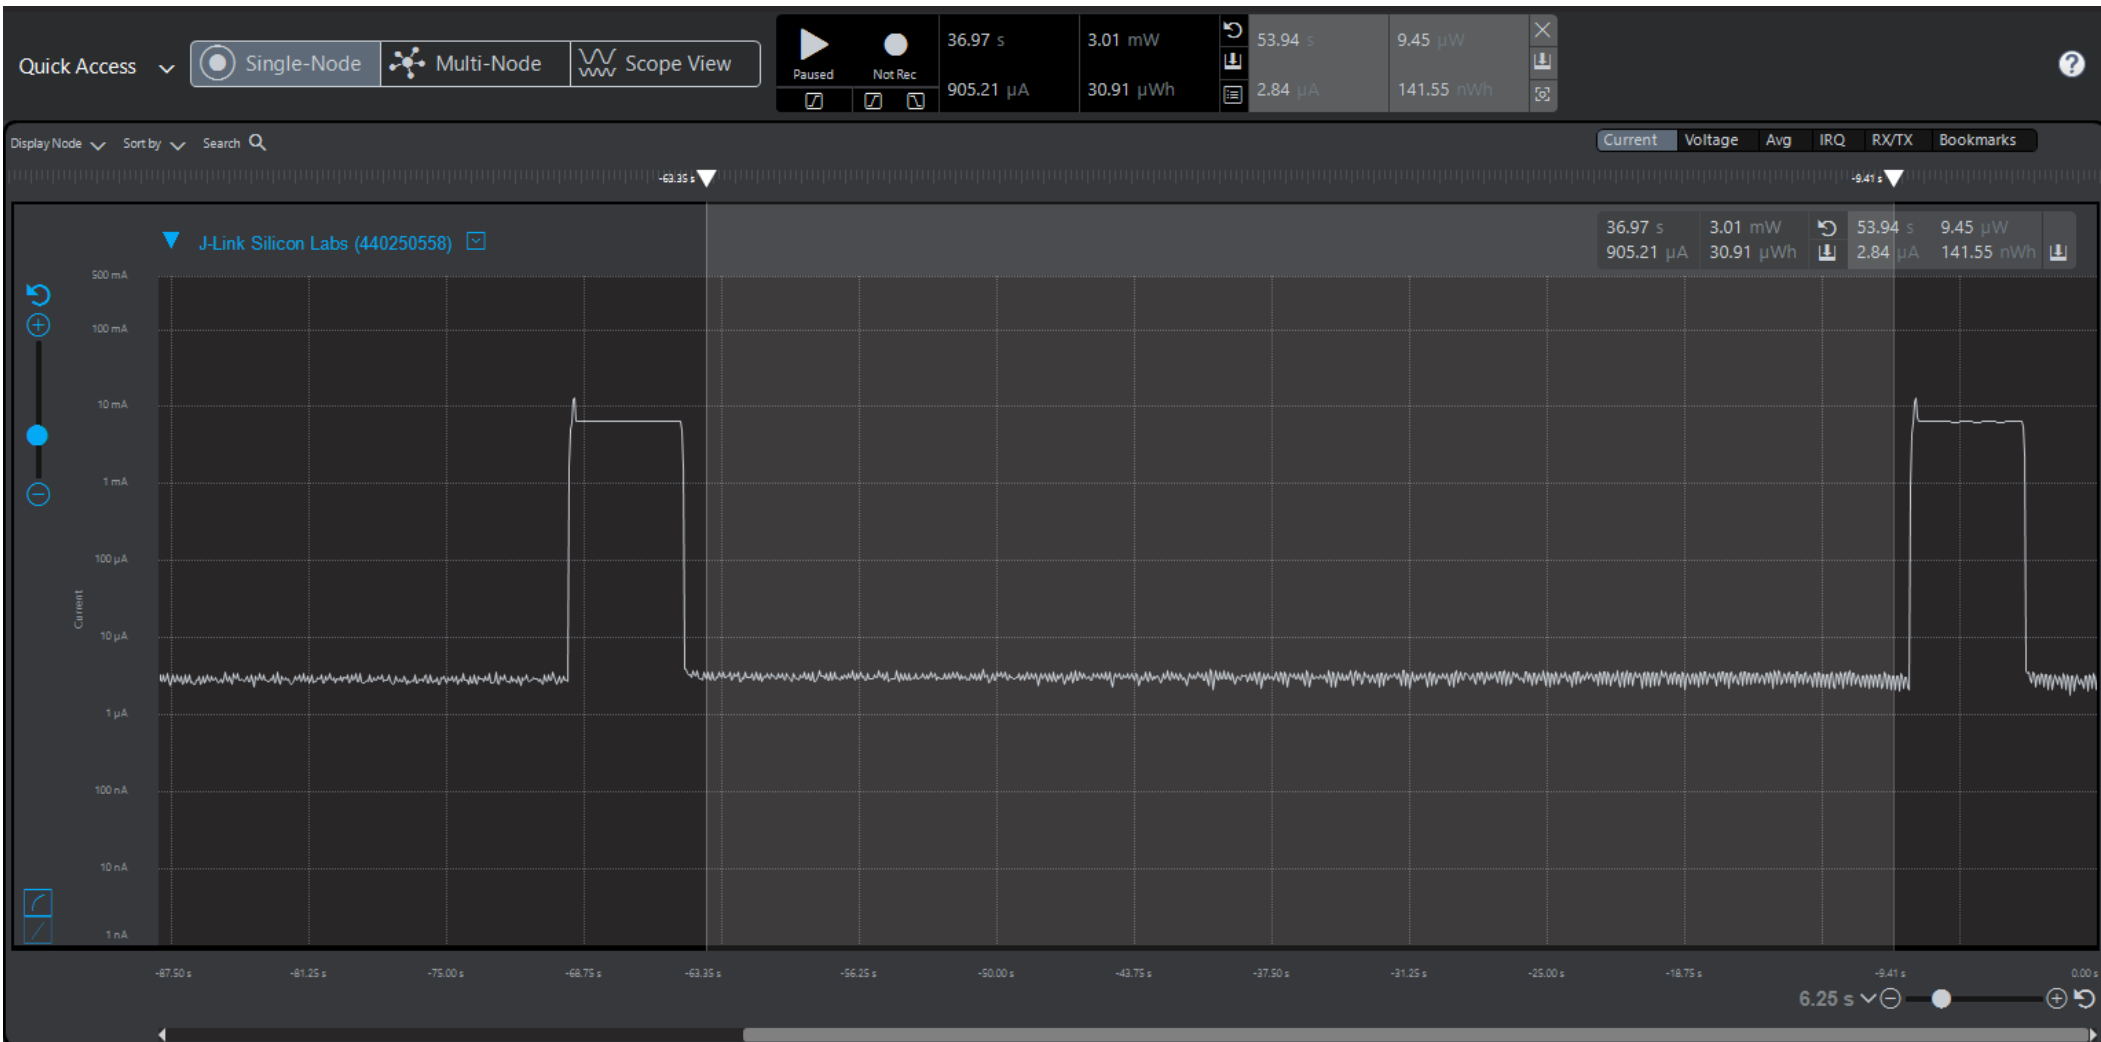 Quick Access
Single-Node
Multi-Node
Scope View
Paused
Not Rec
36.97 s
3.01 mW
905.21 µA
30.91 µWh
53.94 s
9.45 µW
2.84 µA
141.55 nWh
?
Display Node
Sort by
Search
Current
Voltage
Avg
IRQ
RX/TX
Bookmarks
-63.35 s
-9.41 s
J-Link Silicon Labs (440250558)
36.97 s
3.01 mW
53.94 s
9.45 µW
905.21 µA
30.91 µWh
2.84 µA
141.55 nWh
500 mA
100 mA
10 mA
1 mA
100 µA
10 µA
1 µA
100 nA
10 nA
1 nA
Current
-87.50 s
-81.25 s
-75.00 s
-68.75 s
-63.35 s
-56.25 s
-50.00 s
-43.75 s
-37.50 s
-31.25 s
-25.00 s
-18.75 s
-9.41 s
0.00 s
6.25 s